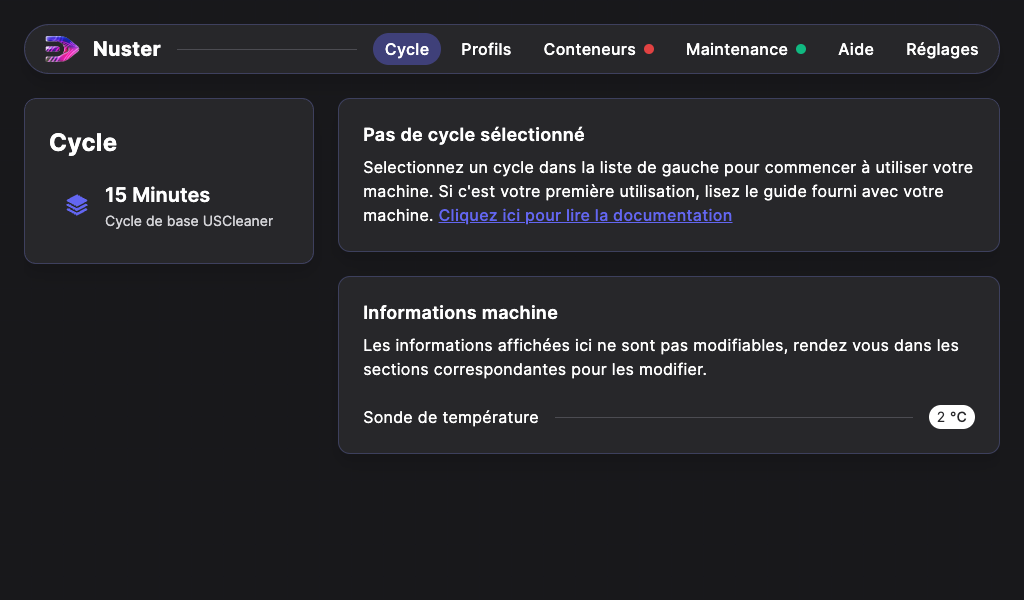 Nuster
Cycle
Profils
Conteneurs
Maintenance
Aide
Réglages
Cycle
15 Minutes
Cycle de base USCleaner
Pas de cycle sélectionné
Selectionnez un cycle dans la liste de gauche pour commencer à utiliser votre
machine. Si c'est votre première utilisation, lisez le guide fourni avec votre
machine. Cliquez ici pour lire la documentation
Informations machine
Les informations affichées ici ne sont pas modifiables, rendez vous dans les
sections correspondantes pour les modifier.
Sonde de température
2 °C